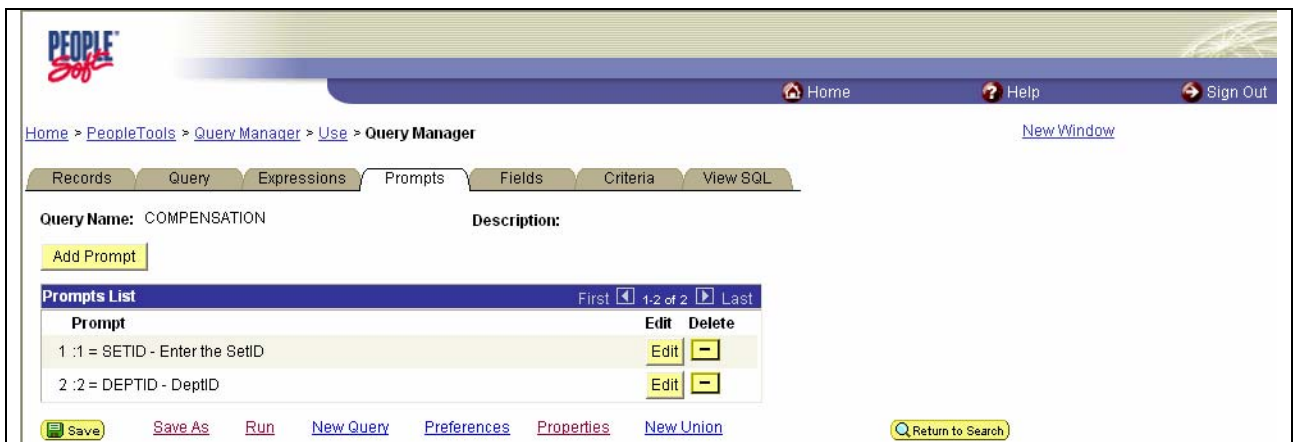 PEOPLE Soft
Home Help Sign Out
Home > PeopleTools > Query Manager > Use > Query Manager New Window
Records Query Expressions Prompts Fields Criteria View SQL
Query Name: COMPENSATION Description:
Add Prompt
Prompts List First 1-2 of 2 Last
Prompt Edit Delete
1 :1 = SETID - Enter the SetID Edit
2 :2 = DEPTID - DeptID Edit
Save Save As Run New Query Preferences Properties New Union Return to Search